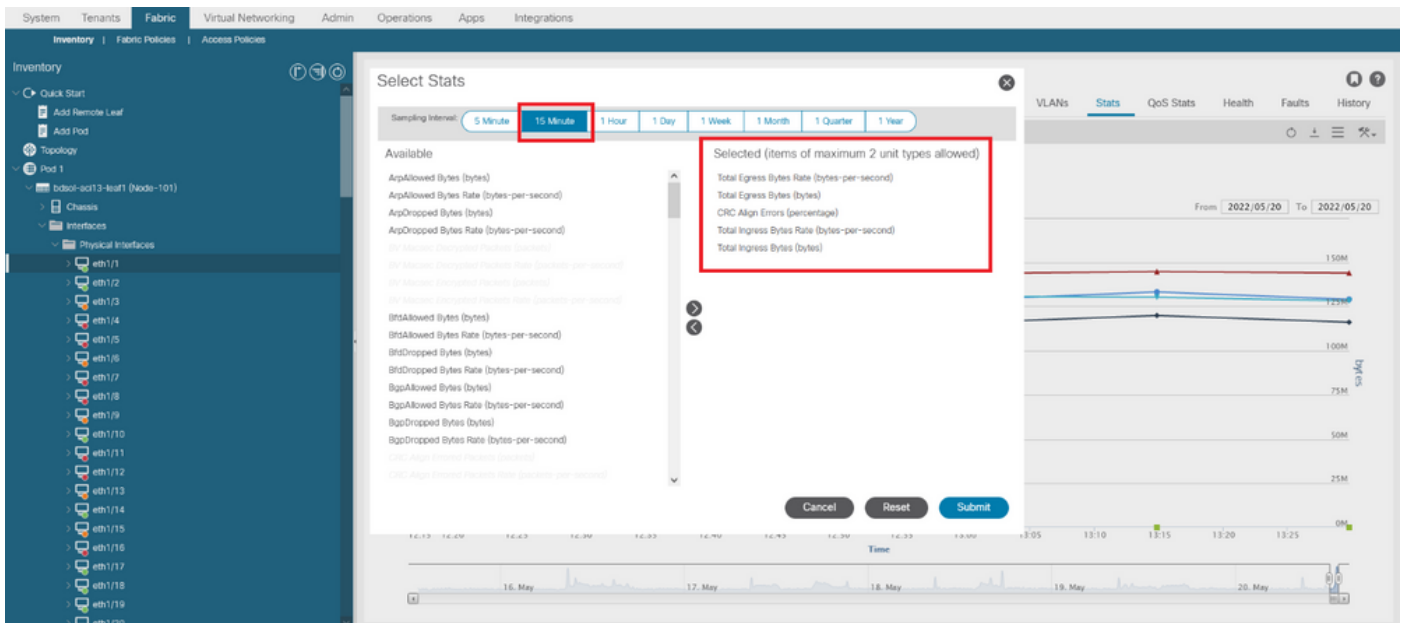 System Tenants Fabric Virtual Networking Admin Operations Apps Integrations
Inventory | Fabric Policies | Access Policies
Inventory
Quick Start
Add Remote Leaf
Add Pod
Topology
Pod 1
bdsol-aci13-leaf1 (Node-101)
Chassis
Interfaces
Physical Interfaces
eth1/1
eth1/2
eth1/3
eth1/4
eth1/5
eth1/6
eth1/7
eth1/8
eth1/9
eth1/10
eth1/11
eth1/12
eth1/13
eth1/14
eth1/15
eth1/16
eth1/17
eth1/18
eth1/19
Select Stats
Sampling Interval: 5 Minute 15 Minute 1 Hour 1 Day 1 Week 1 Month 1 Quarter 1 Year
Available
ArpAllowed Bytes (bytes)
ArpAllowed Bytes Rate (bytes-per-second)
ArpDropped Bytes (bytes)
ArpDropped Bytes Rate (bytes-per-second)
BfdAllowed Bytes (bytes)
BfdAllowed Bytes Rate (bytes-per-second)
BfdDropped Bytes (bytes)
BfdDropped Bytes Rate (bytes-per-second)
BgpAllowed Bytes (bytes)
BgpAllowed Bytes Rate (bytes-per-second)
BgpDropped Bytes (bytes)
BgpDropped Bytes Rate (bytes-per-second)
Selected (items of maximum 2 unit types allowed)
Total Egress Bytes Rate (bytes-per-second)
Total Egress Bytes (bytes)
CRC Align Errors (percentage)
Total Ingress Bytes Rate (bytes-per-second)
Total Ingress Bytes (bytes)
Cancel Reset Submit
VLANs Stats QoS Stats Health Faults History
From 2022/05/20 To 2022/05/20
150M
125M
100M
75M
50M
25M
0M
bytes
13:05 13:10 13:15 13:20 13:25
Time
16. May 17. May 18. May 19. May 20. May